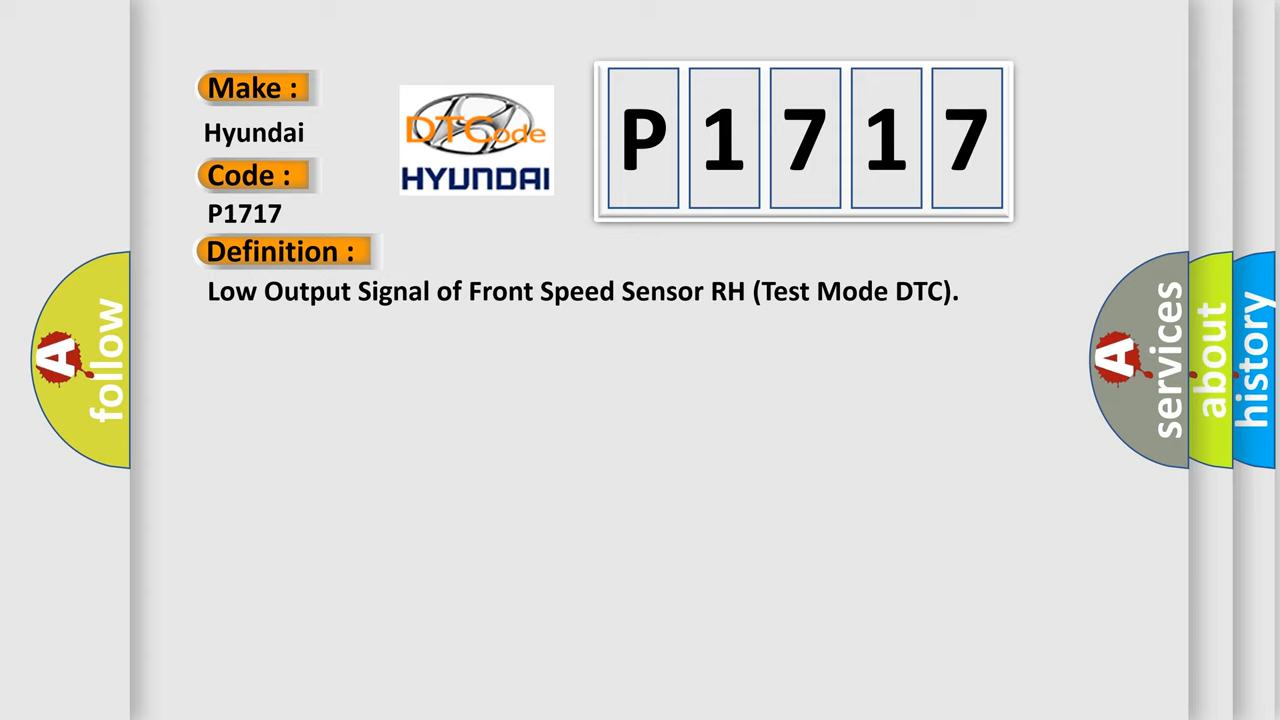 Make :
Hyundai
Code :
P1717
Definition :
Low Output Signal of Front Speed Sensor RH (Test Mode DTC).
DTCode
HYUNDAI
P 1 7 1 7
A
follow
A
services
about
history